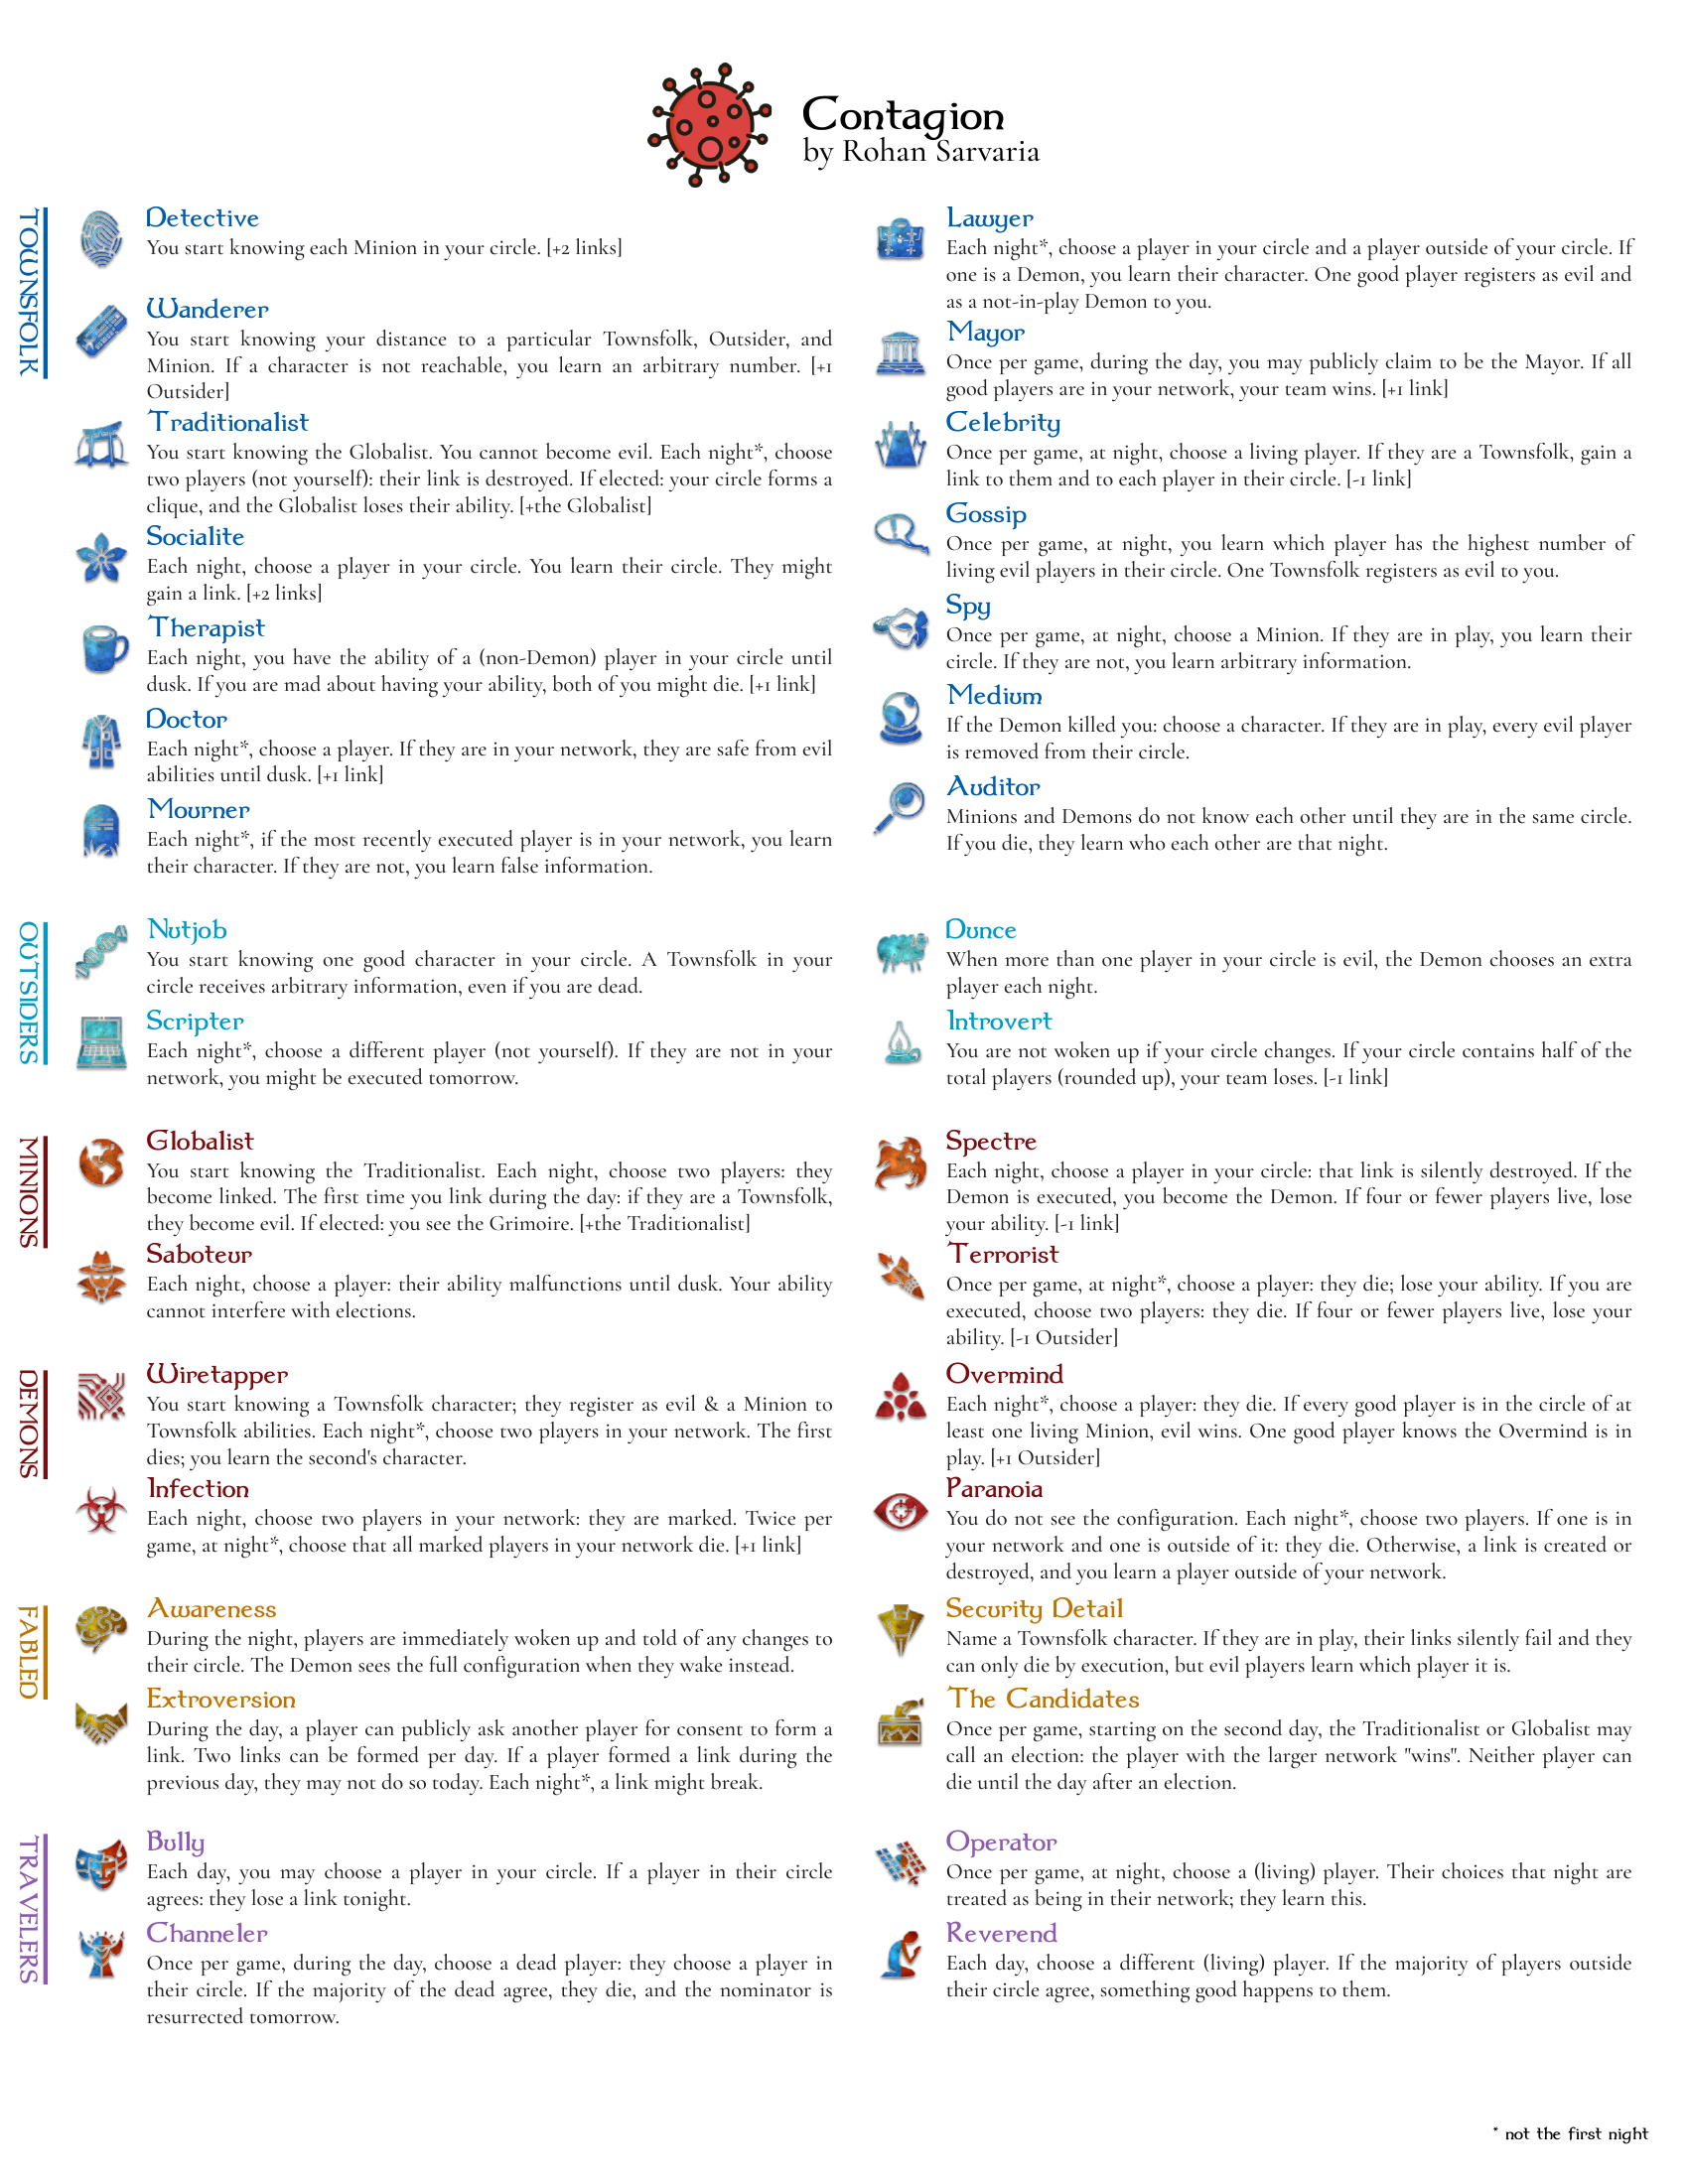 Contagion
by Rohan Sarvaria
TOWNSFOLK
Detective
You start knowing each Minion in your circle. [+2 links]
Wanderer
You start knowing your distance to a particular Townsfolk, Outsider, and
Minion. If a character is not reachable, you learn an arbitrary number. [+1
Outsider]
Traditionalist
You start knowing the Globalist. You cannot become evil. Each night*, choose
two players (not yourself): their link is destroyed. If elected: your circle forms a
clique, and the Globalist loses their ability. [+the Globalist]
Socialite
Each night, choose a player in your circle. You learn their circle. They might
gain a link. [+2 links]
Therapist
Each night, you have the ability of a (non-Demon) player in your circle until
dusk. If you are mad about having your ability, both of you might die. [+1 link]
Doctor
Each night*, choose a player. If they are in your network, they are safe from evil
abilities until dusk. [+1 link]
Mourner
Each night*, if the most recently executed player is in your network, you learn
their character. If they are not, you learn false information.
Lawyer
Each night*, choose a player in your circle and a player outside of your circle. If
one is a Demon, you learn their character. One good player registers as evil and
as a not-in-play Demon to you.
Mayor
Once per game, during the day, you may publicly claim to be the Mayor. If all
good players are in your network, your team wins. [+1 link]
Celebrity
Once per game, at night, choose a living player. If they are a Townsfolk, gain a
link to them and to each player in their circle. [-1 link]
Gossip
Once per game, at night, you learn which player has the highest number of
living evil players in their circle. One Townsfolk registers as evil to you.
Spy
Once per game, at night, choose a Minion. If they are in play, you learn their
circle. If they are not, you learn arbitrary information.
Medium
If the Demon killed you: choose a character. If they are in play, every evil player
is removed from their circle.
Auditor
Minions and Demons do not know each other until they are in the same circle.
If you die, they learn who each other are that night.
OUTSIDERS
Nutjob
You start knowing one good character in your circle. A Townsfolk in your
circle receives arbitrary information, even if you are dead.
Scripter
Each night*, choose a different player (not yourself). If they are not in your
network, you might be executed tomorrow.
Dunce
When more than one player in your circle is evil, the Demon chooses an extra
player each night.
Introvert
You are not woken up if your circle changes. If your circle contains half of the
total players (rounded up), your team loses. [-1 link]
MINIONS
Globalist
You start knowing the Traditionalist. Each night, choose two players: they
become linked. The first time you link during the day: if they are a Townsfolk,
they become evil. If elected: you see the Grimoire. [+the Traditionalist]
Saboteur
Each night, choose a player: their ability malfunctions until dusk. Your ability
cannot interfere with elections.
Spectre
Each night, choose a player in your circle: that link is silently destroyed. If the
Demon is executed, you become the Demon. If four or fewer players live, lose
your ability. [-1 link]
Terrorist
Once per game, at night*, choose a player: they die; lose your ability. If you are
executed, choose two players: they die. If four or fewer players live, lose your
ability. [-1 Outsider]
DEMONS
Wiretapper
You start knowing a Townsfolk character; they register as evil & a Minion to
Townsfolk abilities. Each night*, choose two players in your network. The first
dies; you learn the second's character.
Infection
Each night, choose two players in your network: they are marked. Twice per
game, at night*, choose that all marked players in your network die. [+1 link]
Overmind
Each night*, choose a player: they die. If every good player is in the circle of at
least one living Minion, evil wins. One good player knows the Overmind is in
play. [+1 Outsider]
Paranoia
You do not see the configuration. Each night*, choose two players. If one is in
your network and one is outside of it: they die. Otherwise, a link is created or
destroyed, and you learn a player outside of your network.
FABLED
Awareness
During the night, players are immediately woken up and told of any changes to
their circle. The Demon sees the full configuration when they wake instead.
Extroversion
During the day, a player can publicly ask another player for consent to form a
link. Two links can be formed per day. If a player formed a link during the
previous day, they may not do so today. Each night*, a link might break.
Security Detail
Name a Townsfolk character. If they are in play, their links silently fail and they
can only die by execution, but evil players learn which player it is.
The Candidates
Once per game, starting on the second day, the Traditionalist or Globalist may
call an election: the player with the larger network "wins". Neither player can
die until the day after an election.
TRAVELERS
Bully
Each day, you may choose a player in your circle. If a player in their circle
agrees: they lose a link tonight.
Channeler
Once per game, during the day, choose a dead player: they choose a player in
their circle. If the majority of the dead agree, they die, and the nominator is
resurrected tomorrow.
Operator
Once per game, at night, choose a (living) player. Their choices that night are
treated as being in their network; they learn this.
Reverend
Each day, choose a different (living) player. If the majority of players outside
their circle agree, something good happens to them.
* not the first night